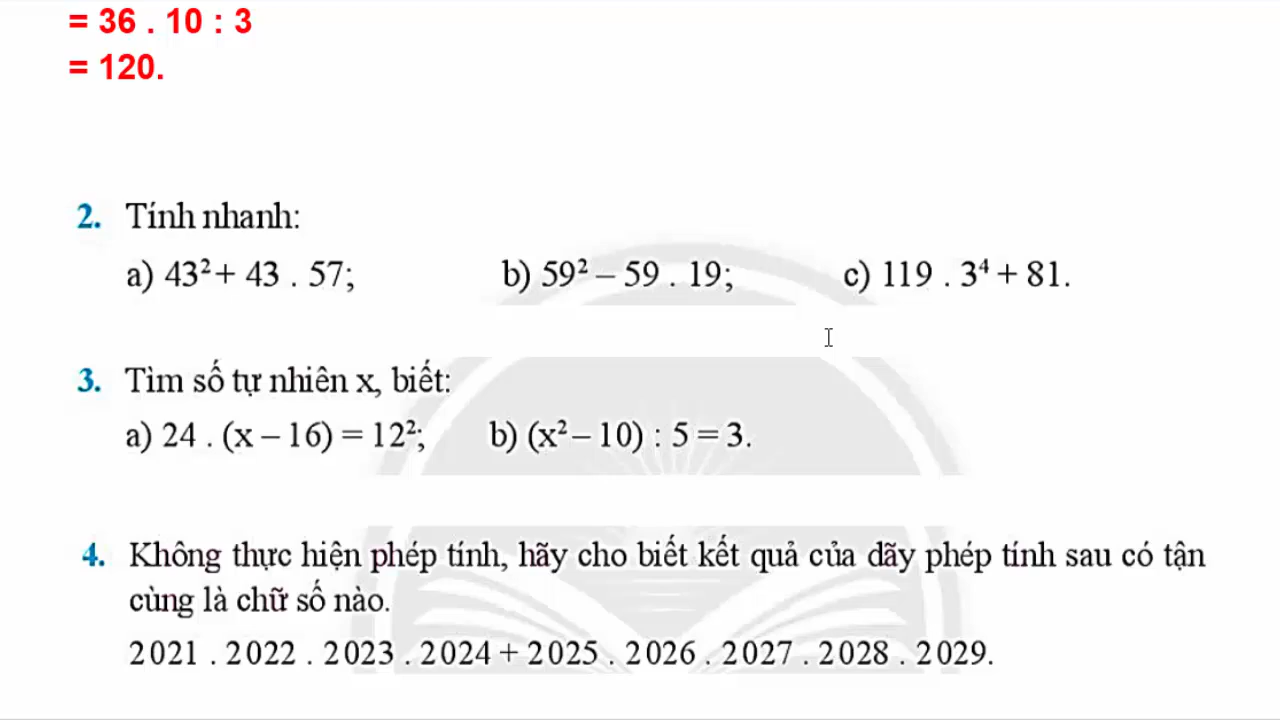 = 36 . 10 : 3
= 120.
2. Tính nhanh:
a) 43² + 43 . 57; b) 59² – 59 . 19; c) 119 . 3⁴ + 81.
3. Tìm số tự nhiên x, biết:
a) 24 . (x – 16) = 12²; b) (x² – 10) : 5 = 3.
4. Không thực hiện phép tính, hãy cho biết kết quả của dãy phép tính sau có tận
cùng là chữ số nào.
2021 . 2022 . 2023 . 2024 + 2025 . 2026 . 2027 . 2028 . 2029.